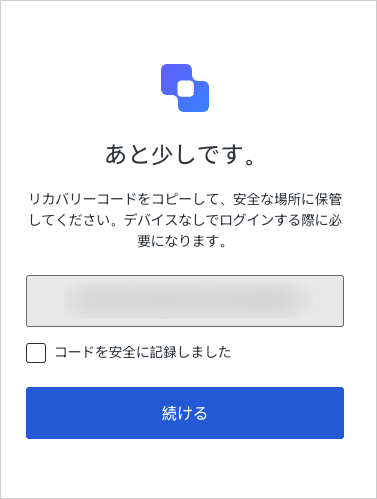 あと少しです。
リカバリーコードをコピーして、安全な場所に保管
してください。デバイスなしでログインする際に必
要になります。
コードを安全に記録しました
続ける